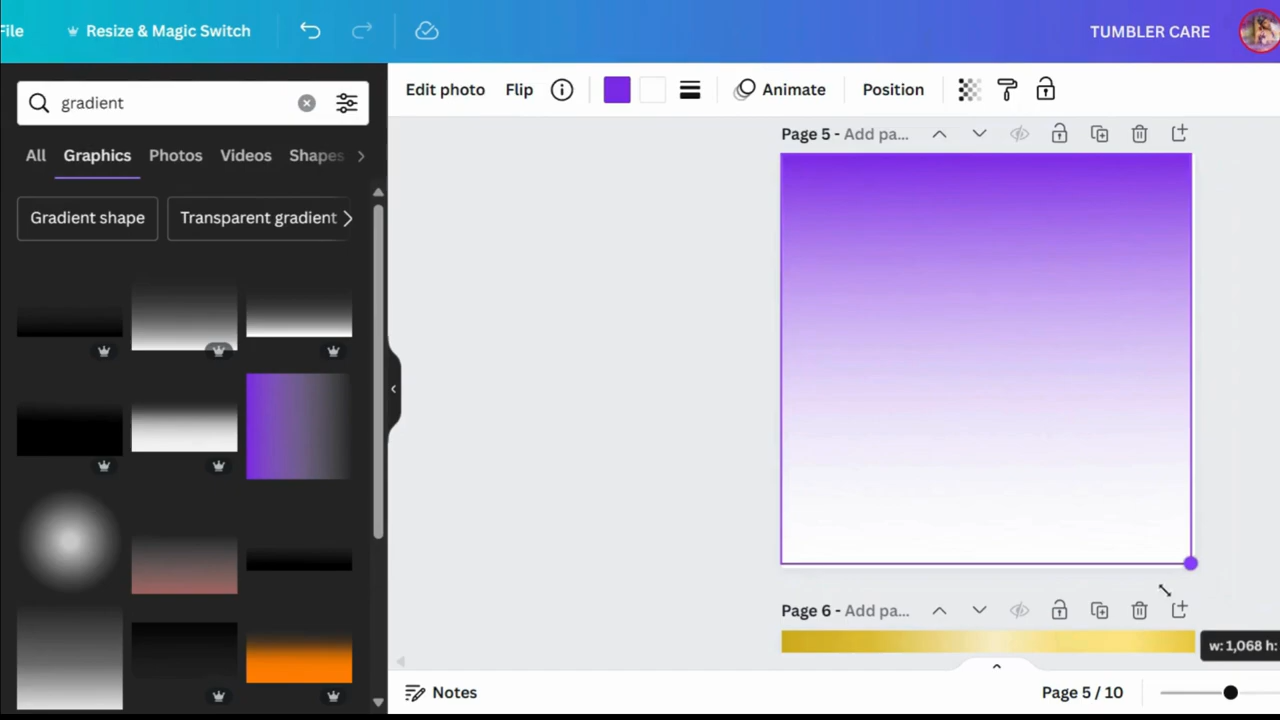 File
Resize & Magic Switch
TUMBLER CARE
gradient
All
Graphics
Photos
Videos
Shapes
Gradient shape
Transparent gradient
Edit photo
Flip
Animate
Position
Page 5 - Add pa...
Page 6 - Add pa...
w: 1,068 h:
Notes
Page 5 / 10